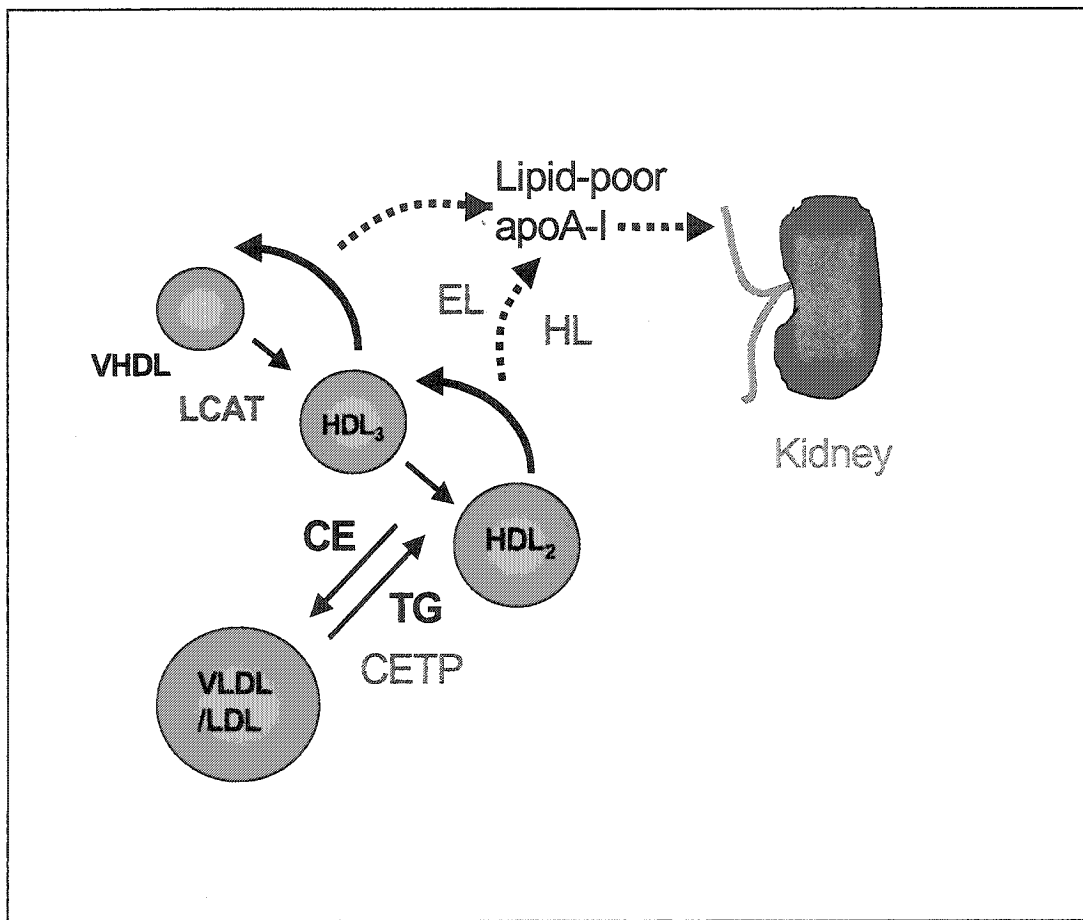 Lipid-poor
apoA-I
EL
HL
VHDL
LCAT
HDL₃
Kidney
CE
HDL₂
TG
CETP
VLDL
/LDL